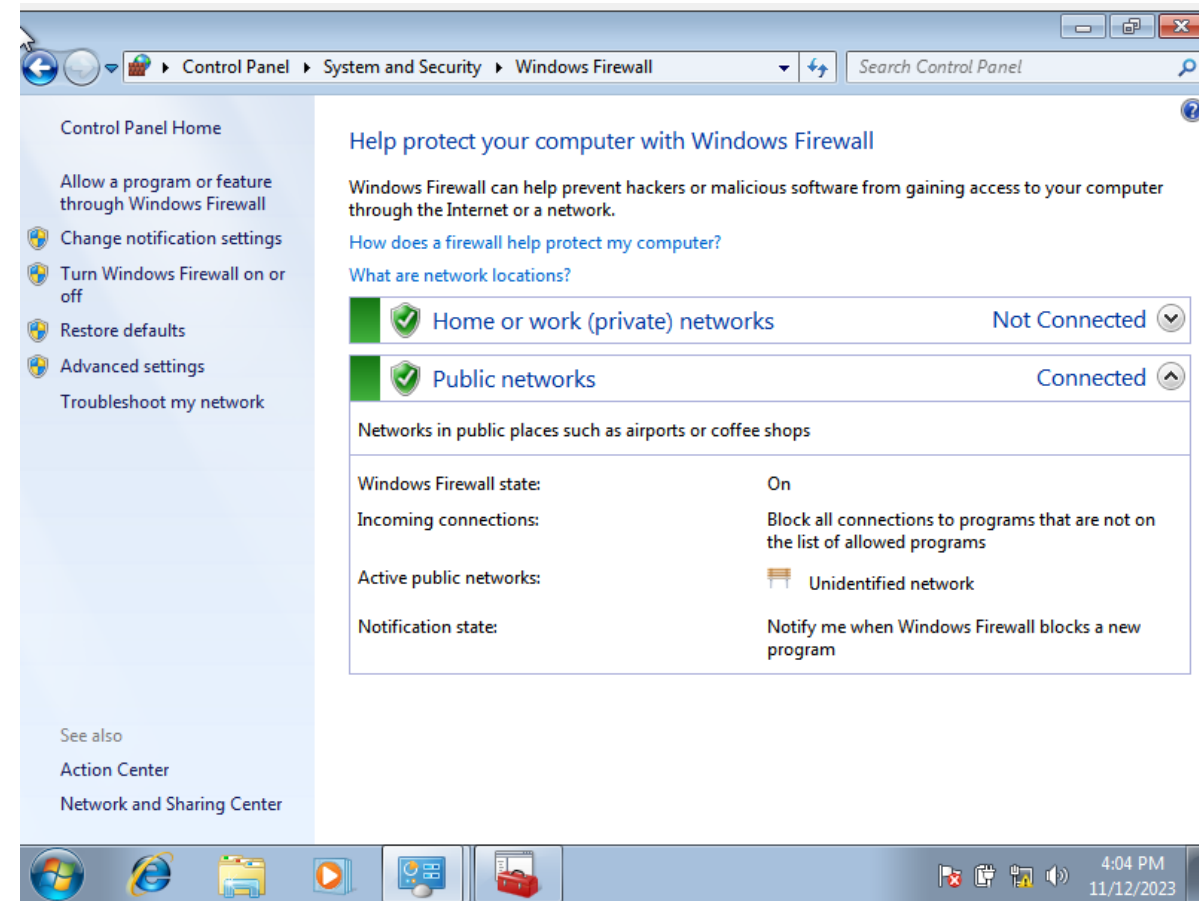 Control Panel System and Security Windows Firewall
Search Control Panel
Control Panel Home
Allow a program or feature
through Windows Firewall
Change notification settings
Turn Windows Firewall on or
off
Restore defaults
Advanced settings
Troubleshoot my network
See also
Action Center
Network and Sharing Center
Help protect your computer with Windows Firewall
Windows Firewall can help prevent hackers or malicious software from gaining access to your computer
through the Internet or a network.
How does a firewall help protect my computer?
What are network locations?
Home or work (private) networks Not Connected
Public networks Connected
Networks in public places such as airports or coffee shops
Windows Firewall state: On
Incoming connections: Block all connections to programs that are not on
the list of allowed programs
Active public networks: Unidentified network
Notification state: Notify me when Windows Firewall blocks a new
program
4:04 PM
11/12/2023